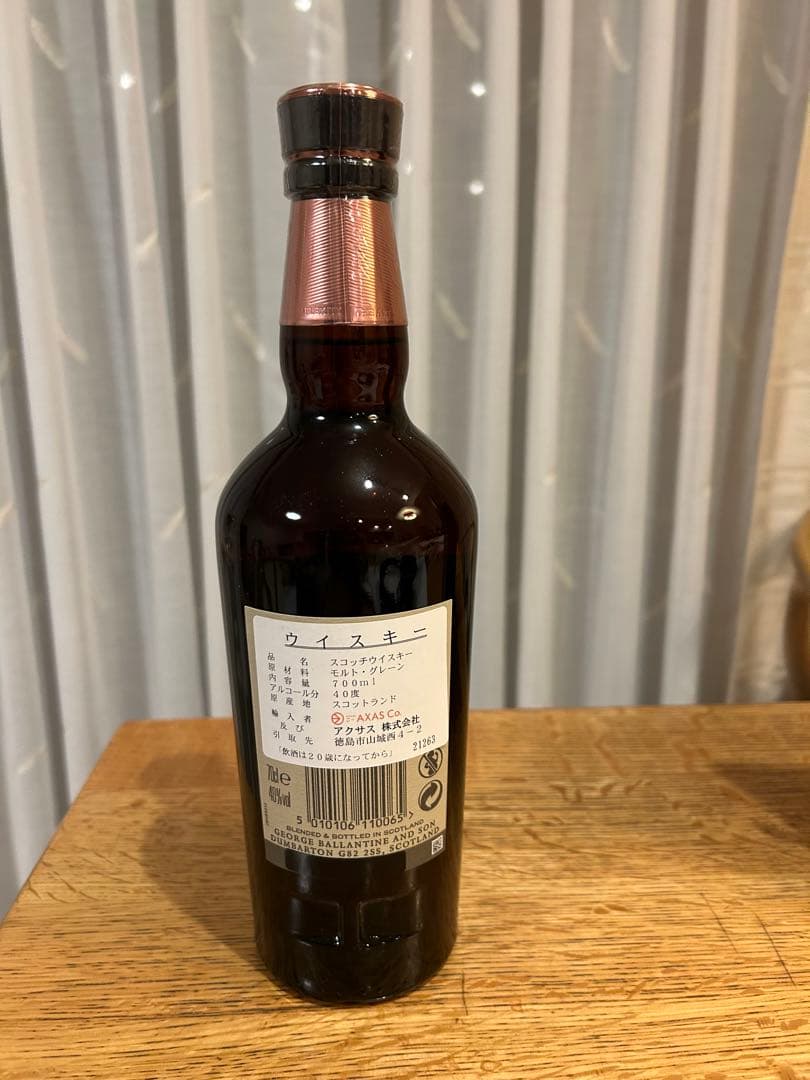 ウイスキー
品名 スコッチウイスキー
原材料 モルト・グレーン
内容量 700ml
アルコール分 40度
原産地 スコットランド
輸入者 AXAS Co.
及び アクサス 株式会社
引取先 徳島市山城西4-2
21263
「飲酒は20歳になってから」
70cl e
40%vol
5 010106 110065 >
BLENDED & BOTTLED IN SCOTLAND
GEORGE BALLANTINE AND SON
DUMBARTON G82 2SS, SCOTLAND